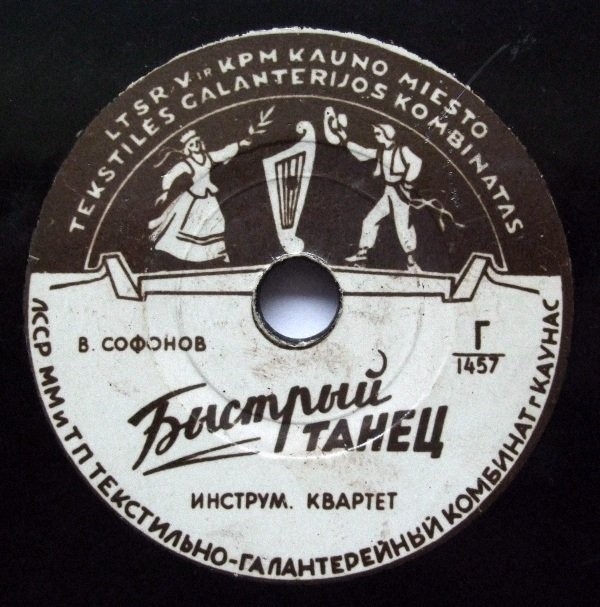 LTSR V IR KPM KAUNO MIESTO
TEKSTILĖS GALANTERIJOS KOMBINATAS
В. СОФОНОВ
Г
1457
Быстрый
ТАНЕЦ
ИНСТРУМ. КВАРТЕТ
ЛССР ММ и ТП ТЕКСТИЛЬНО-ГАЛАНТЕРЕЙНЫЙ КОМБИНАТ г КАУНАС